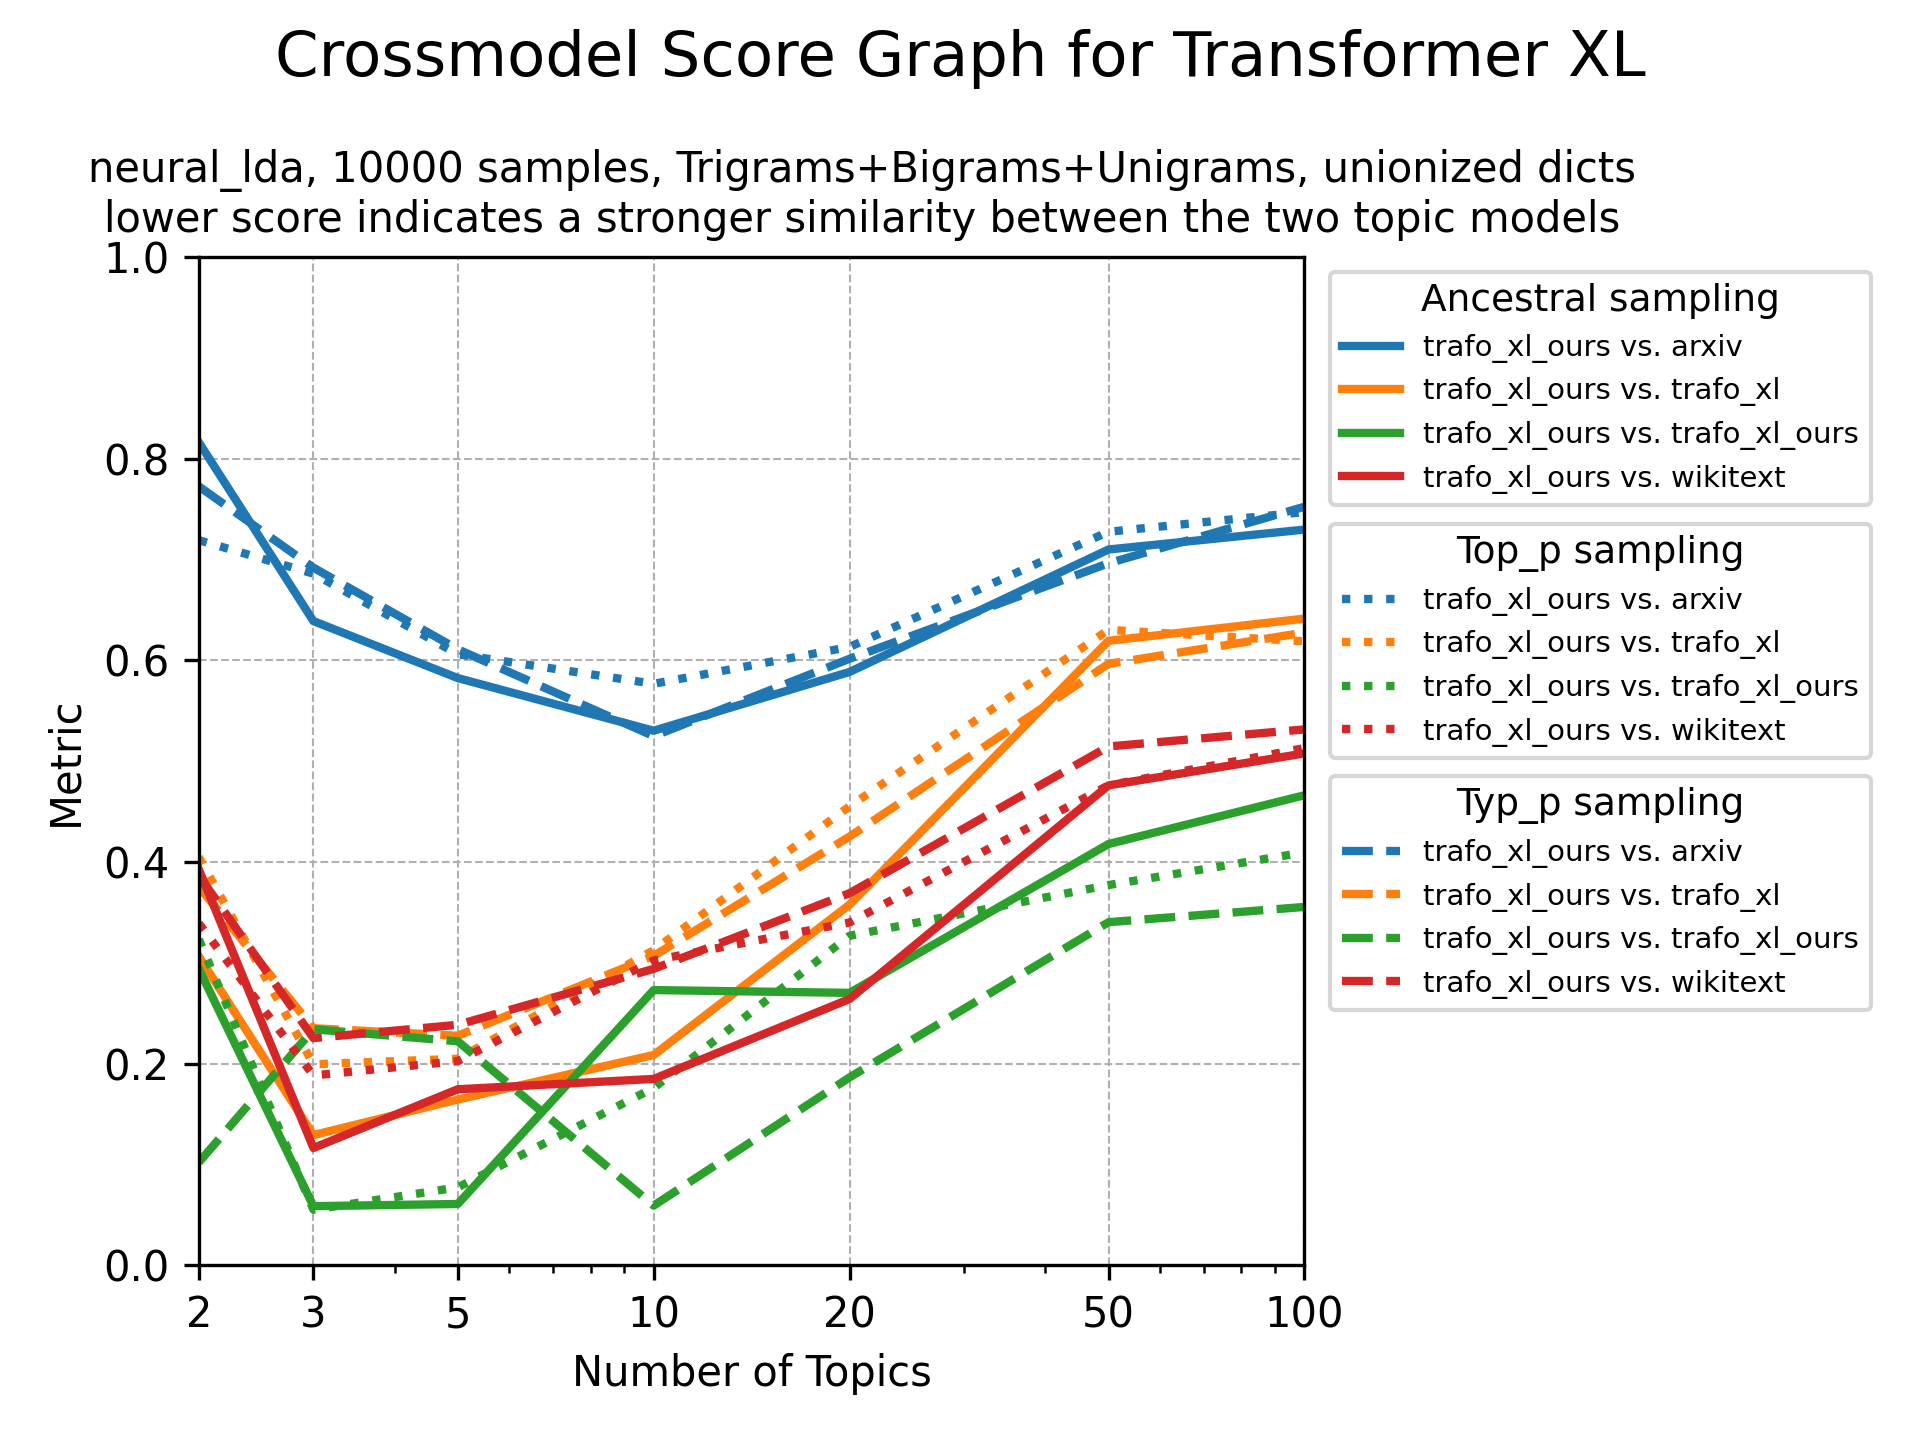 Crossmodel Score Graph for Transformer XL
neural_lda, 10000 samples, Trigrams+Bigrams+Unigrams, unionized dicts
lower score indicates a stronger similarity between the two topic models
1.0
0.8
0.6
0.4
0.2
0.0
Metric
2 3 5 10 20 50 100
Number of Topics
Ancestral sampling
trafo_xl_ours vs. arxiv
trafo_xl_ours vs. trafo_xl
trafo_xl_ours vs. trafo_xl_ours
trafo_xl_ours vs. wikitext
Top_p sampling
trafo_xl_ours vs. arxiv
trafo_xl_ours vs. trafo_xl
trafo_xl_ours vs. trafo_xl_ours
trafo_xl_ours vs. wikitext
Typ_p sampling
trafo_xl_ours vs. arxiv
trafo_xl_ours vs. trafo_xl
trafo_xl_ours vs. trafo_xl_ours
trafo_xl_ours vs. wikitext